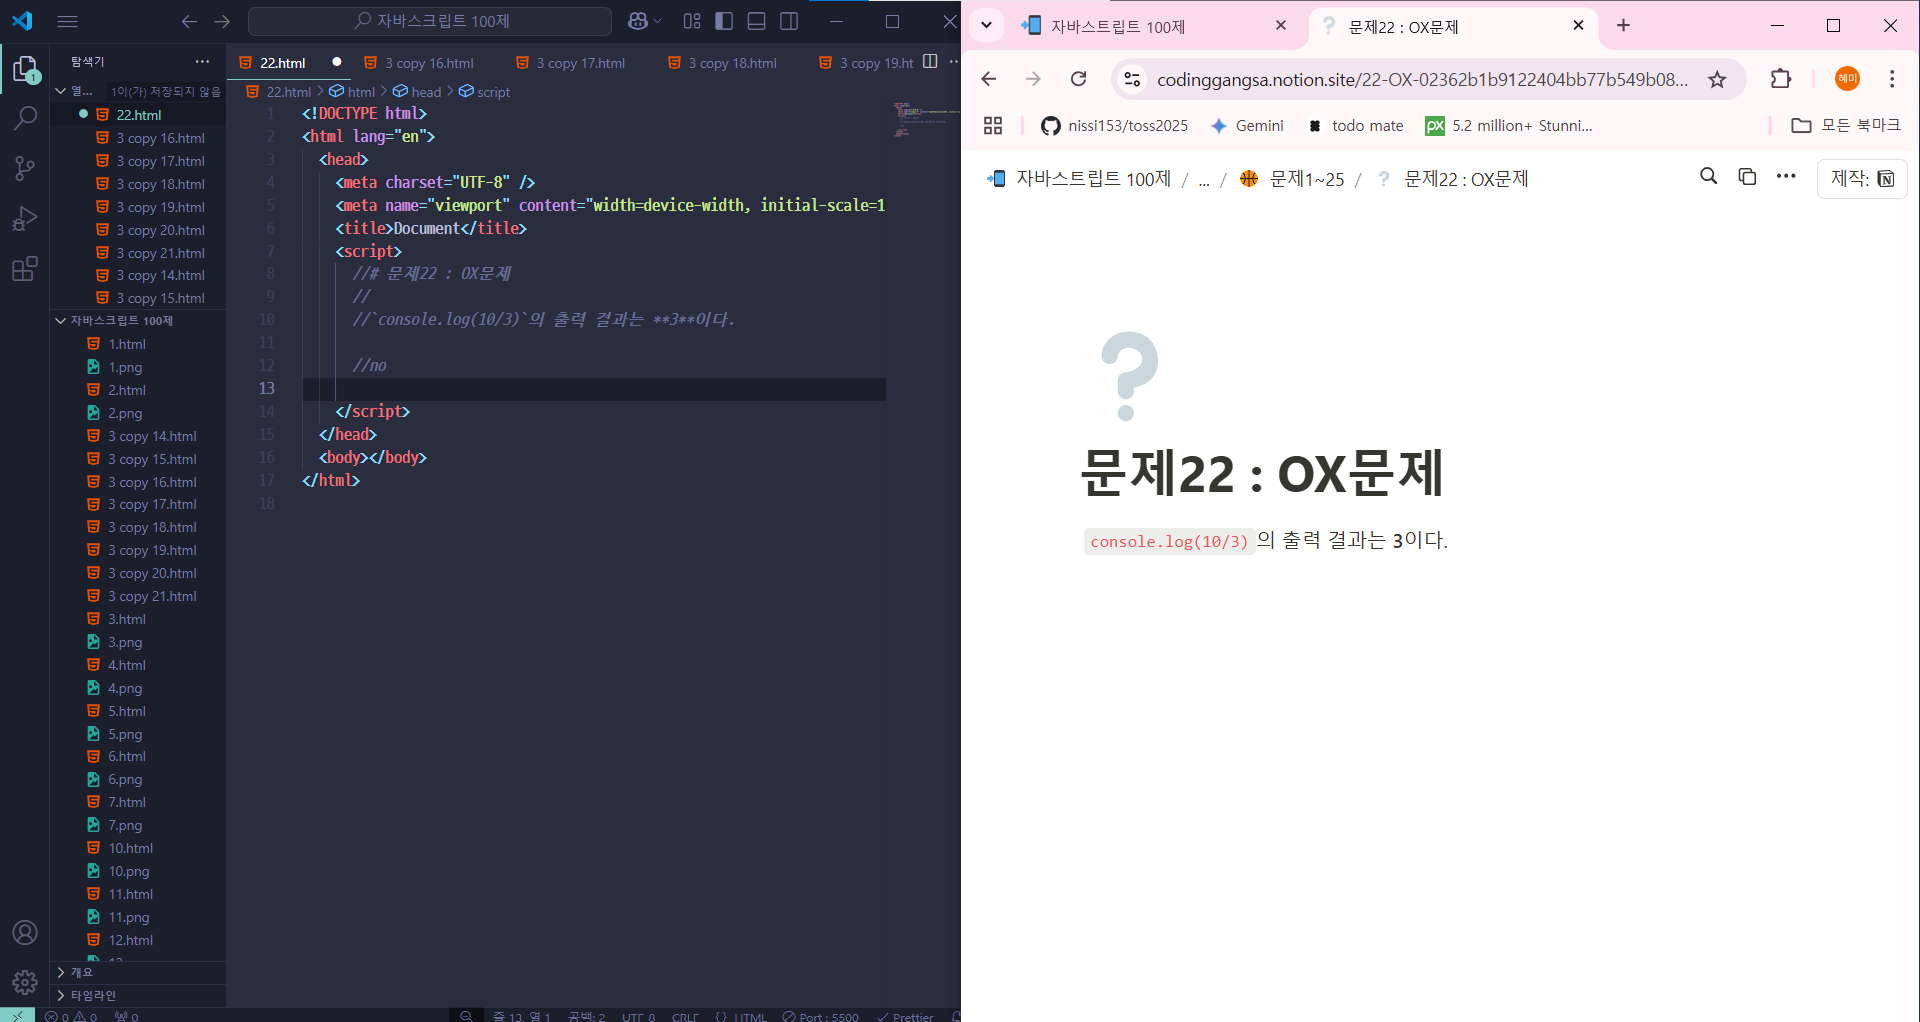 자바스크립트 100제
탐색기
열... 1이(가) 저장되지 않음
22.html
3 copy 16.html
3 copy 17.html
3 copy 18.html
3 copy 19.html
3 copy 20.html
3 copy 21.html
3 copy 14.html
3 copy 15.html
자바스크립트 100제
1.html
1.png
2.html
2.png
3 copy 14.html
3 copy 15.html
3 copy 16.html
3 copy 17.html
3 copy 18.html
3 copy 19.html
3 copy 20.html
3 copy 21.html
3.html
3.png
4.html
4.png
5.html
5.png
6.html
6.png
7.html
7.png
10.html
10.png
11.html
11.png
12.html
개요
타임라인
22.html 3 copy 16.html 3 copy 17.html 3 copy 18.html 3 copy 19.ht
22.html > html > head > script
1 <!DOCTYPE html>
2 <html lang="en">
3 <head>
4 <meta charset="UTF-8" />
5 <meta name="viewport" content="width=device-width, initial-scale=1
6 <title>Document</title>
7 <script>
8 //# 문제22 : OX문제
9 //
10 //`console.log(10/3)`의 출력 결과는 **3**이다.
11
12 //no
13
14 </script>
15 </head>
16 <body></body>
17 </html>
18
0 0 0 줄 13, 열 1 공백: 2 UTF-8 CRLF {} HTML Port : 5500 Prettier
자바스트립트 100제
문제22 : OX문제
codinggangsa.notion.site/22-OX-02362b1b9122404bb77b549b08...
혜미
nissi153/toss2025 Gemini todo mate 5.2 million+ Stunni... 모든 북마크
자바스트립트 100제 / ... / 문제1~25 / 문제22 : OX문제
제작:
문제22 : OX문제
console.log(10/3)의 출력 결과는 3이다.